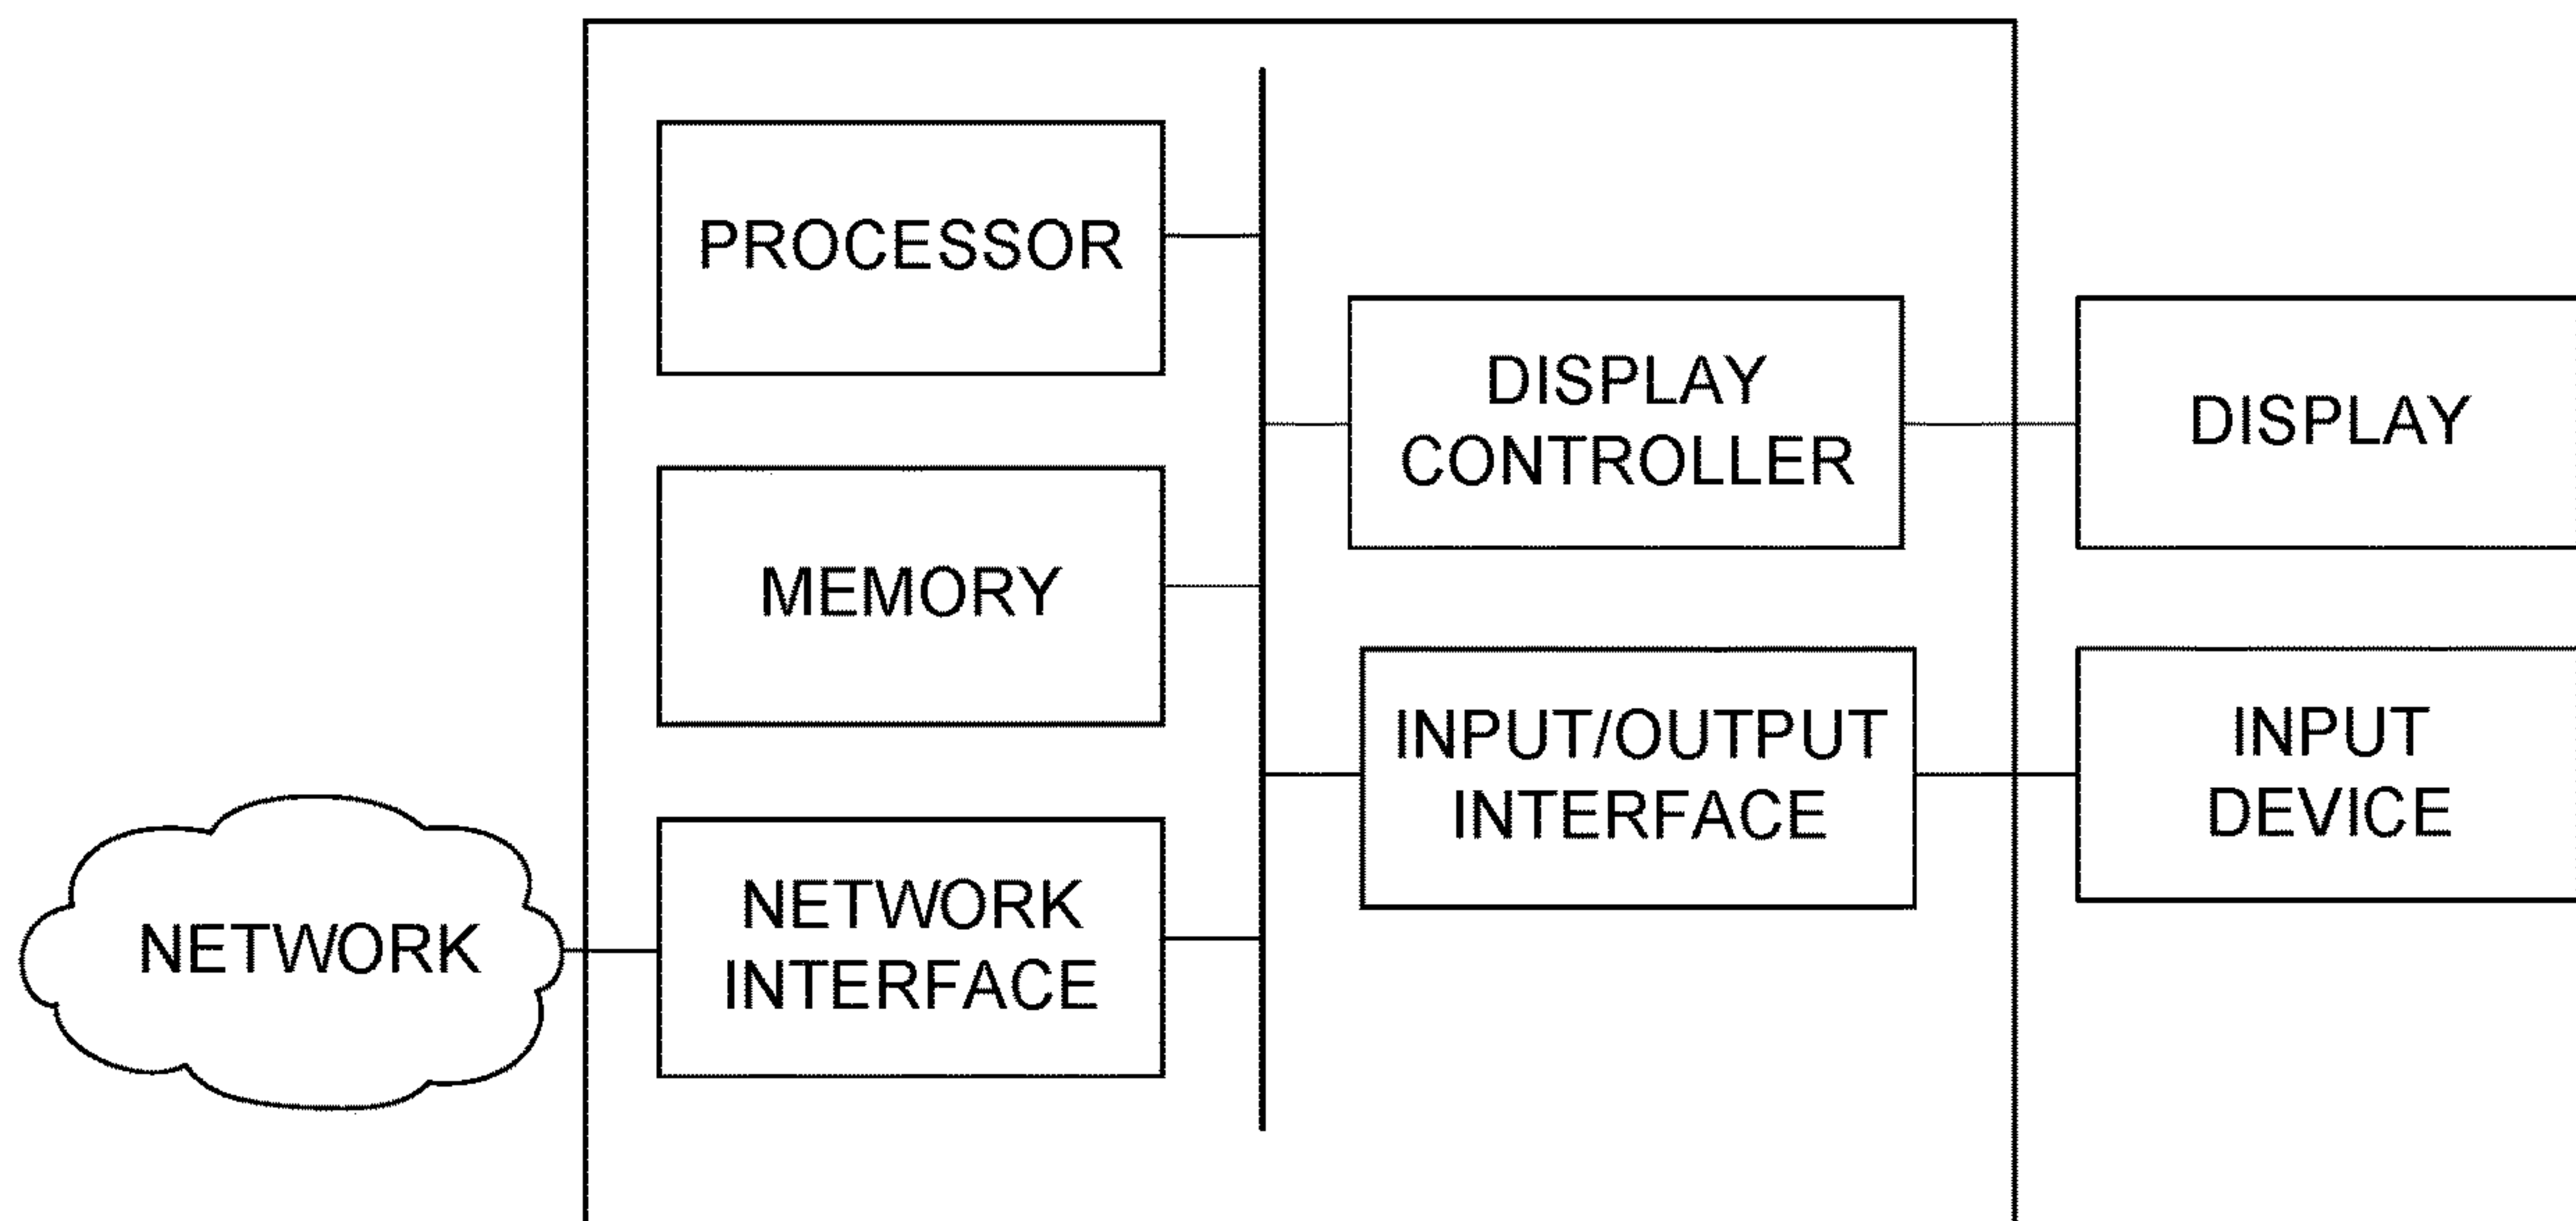 PROCESSOR
MEMORY
NETWORK
NETWORK
INTERFACE
DISPLAY
CONTROLLER
INPUT/OUTPUT
INTERFACE
DISPLAY
INPUT
DEVICE